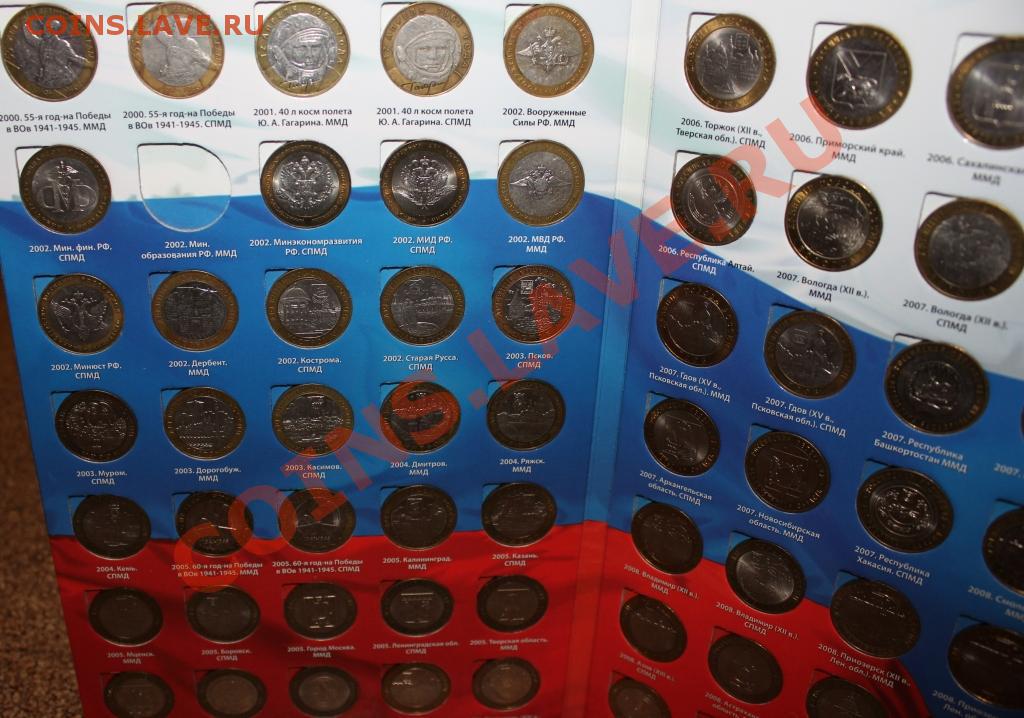 COINS.LAVE.RU
2000. 55-я год-на Победы
в ВОв 1941-1945. ММД
2000. 55-я год-на Победы
в ВОв 1941-1945. СПМД
2001. 40 л косм полета
Ю. А. Гагарина. ММД
2001. 40 л косм полета
Ю. А. Гагарина. СПМД
2002. Вооруженные
Силы РФ. ММД
2002. Мин. фин. РФ.
СПМД
2002. Мин.
образования РФ. ММД
2002. Минэкономразвития
РФ. СПМД
2002. МИД РФ.
СПМД
2002. МВД РФ.
ММД
2002. Минюст РФ.
СПМД
2002. Дербент.
ММД
2002. Кострома.
СПМД
2002. Старая Русса.
СПМД
2003. Псков.
СПМД
2003. Муром.
СПМД
2003. Дорогобуж.
ММД
2003. Касимов.
СПМД
2004. Дмитров.
ММД
2004. Ряжск.
ММД
2004. Кемь.
СПМД
2005. 60-я год-на Победы
в ВОв 1941-1945. ММД
2005. 60-я год-на Победы
в ВОв 1941-1945. СПМД
2005. Калининград.
ММД
2005. Казань.
СПМД
2005. Мценск.
ММД
2005. Боровск.
СПМД
2005. Город Москва.
ММД
2005. Ленинградская обл.
СПМД
2005. Тверская область.
ММД
2006. Торжок (XII в.,
Тверская обл.). СПМД
2006. Приморский край.
ММД
2006. Сахалинская
ММД
2006. Республика Алтай.
СПМД
2007. Вологда (XII в.).
ММД
2007. Вологда (XII в.).
СПМД
2007. Гдов (XV в.,
Псковская обл.). ММД
2007. Гдов (XV в.,
Псковская обл.). СПМД
2007. Республика
Башкортостан ММД
2007. Архангельская
область. СПМД
2007. Новосибирская
область. ММД
2007. Республика
Хакасия. СПМД
2008. Владимир (XII в.).
ММД
2008. Владимир (XII в.).
СПМД
2008. Приозерск (XII в.,
Лен. обл.). ММД
COINS.LAVE.RU